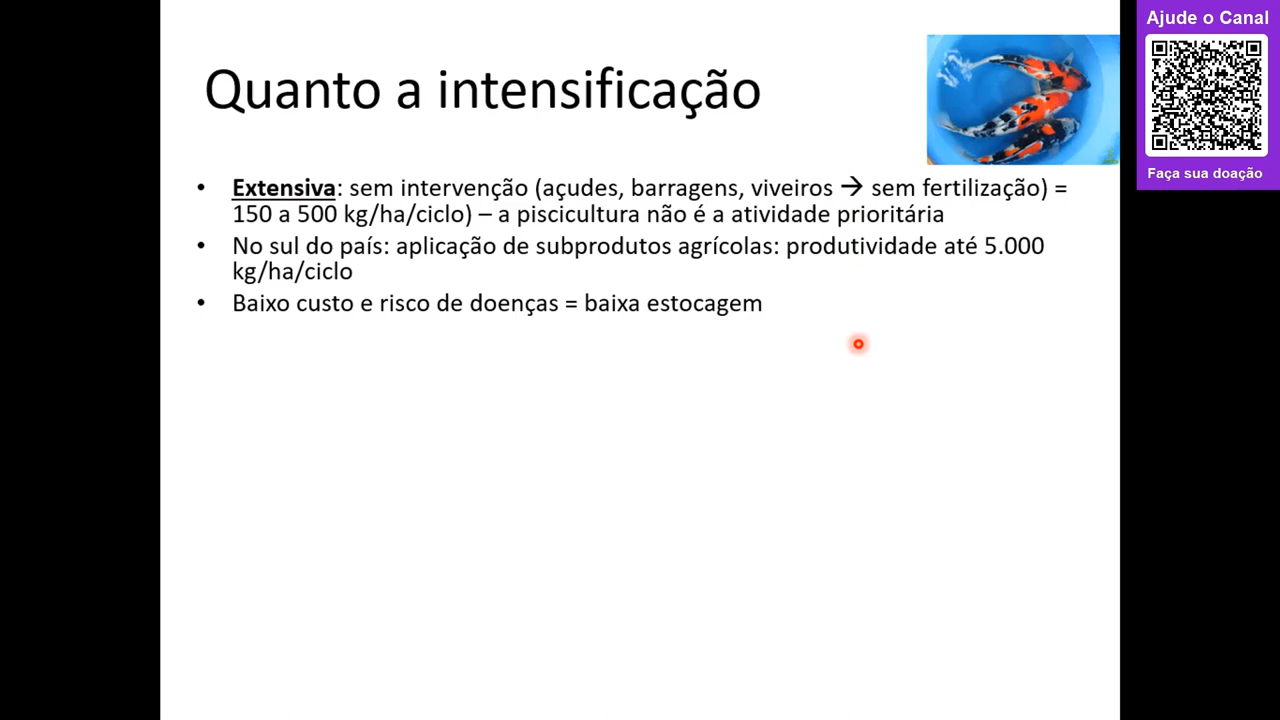 Quanto a intensificação
• Extensiva: sem intervenção (açudes, barragens, viveiros → sem fertilização) =
150 a 500 kg/ha/ciclo) – a piscicultura não é a atividade prioritária
• No sul do país: aplicação de subprodutos agrícolas: produtividade até 5.000
kg/ha/ciclo
• Baixo custo e risco de doenças = baixa estocagem
Ajude o Canal
Faça sua doação